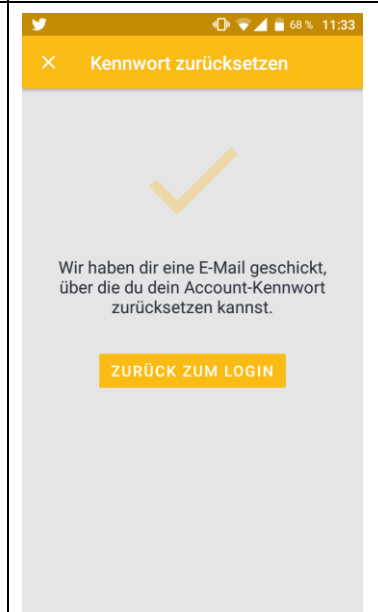 68 % 11:33
Kennwort zurücksetzen
Wir haben dir eine E-Mail geschickt,
über die du dein Account-Kennwort
zurücksetzen kannst.
ZURÜCK ZUM LOGIN